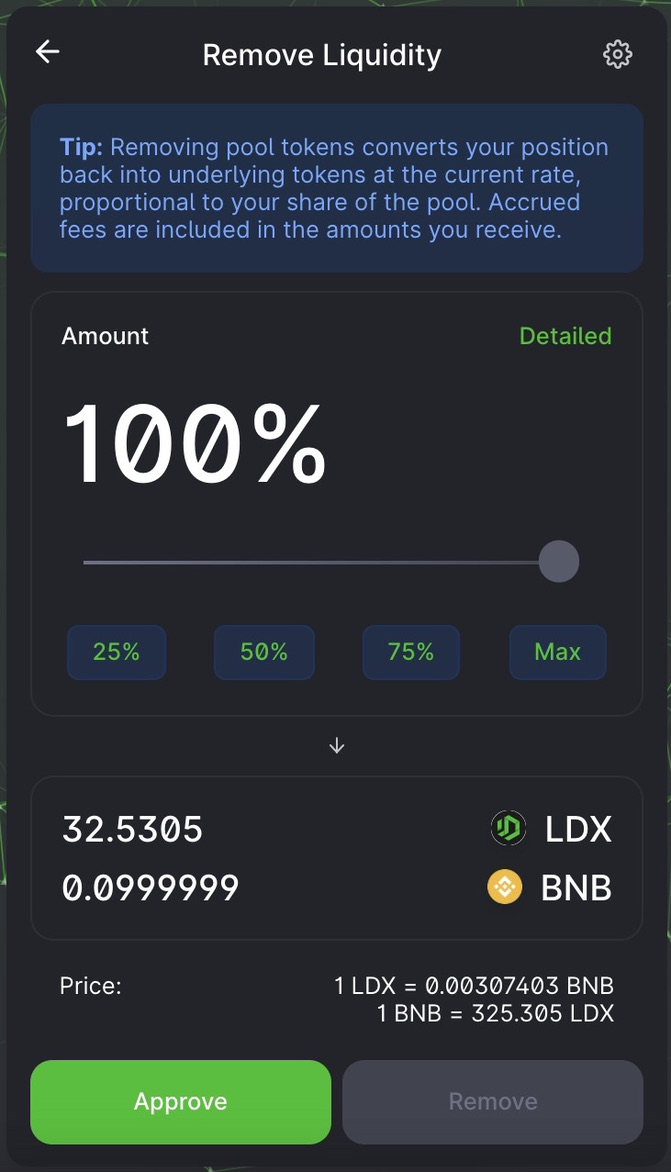 Remove Liquidity
Tip: Removing pool tokens converts your position
back into underlying tokens at the current rate,
proportional to your share of the pool. Accrued
fees are included in the amounts you receive.
Amount Detailed
100%
25% 50% 75% Max
32.5305 LDX
0.0999999 BNB
Price: 1 LDX = 0.00307403 BNB
1 BNB = 325.305 LDX
Approve Remove